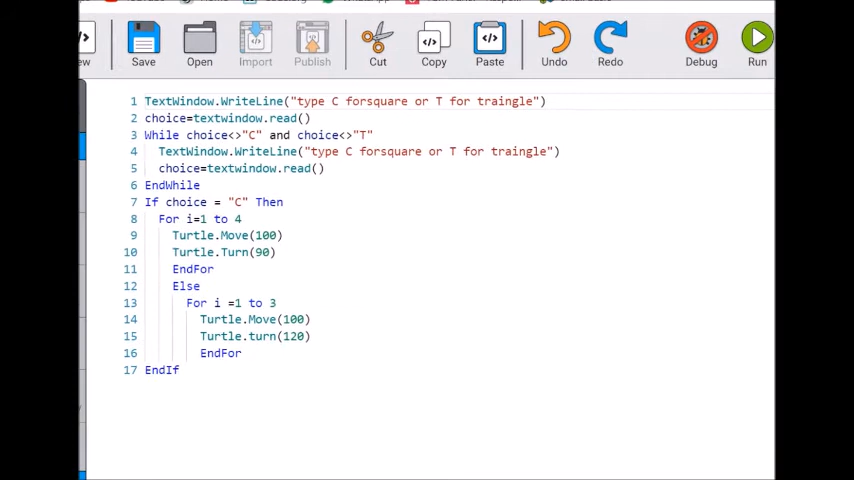 ew Save Open Import Publish Cut Copy Paste Undo Redo Debug Run
1 TextWindow.WriteLine("type C forsquare or T for traingle")
2 choice=textwindow.read()
3 While choice<>"C" and choice<>"T"
4 TextWindow.WriteLine("type C forsquare or T for traingle")
5 choice=textwindow.read()
6 EndWhile
7 If choice = "C" Then
8 For i=1 to 4
9 Turtle.Move(100)
10 Turtle.Turn(90)
11 EndFor
12 Else
13 For i =1 to 3
14 Turtle.Move(100)
15 Turtle.turn(120)
16 EndFor
17 EndIf